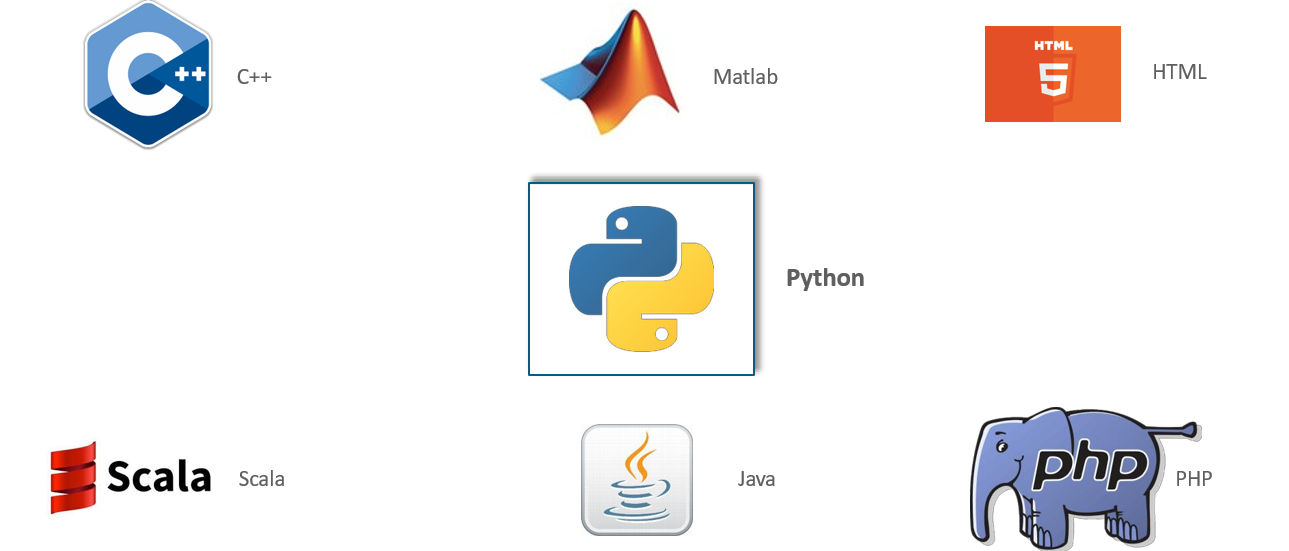 C++
C++
Matlab
HTML
5
HTML
Python
Scala
Scala
Java
php
PHP